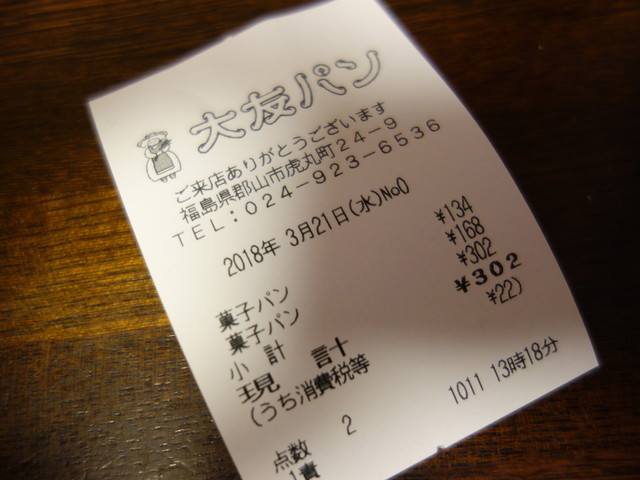 大友パン
ご来店ありがとうございます
福島県郡山市虎丸町24-9
TEL:024-923-6536
2018年 3月21日(水)No0
菓子パン ¥134
菓子パン ¥168
小 計 ¥302
現 計 ¥302
(うち消費税等 ¥22)
点数 2 1011 13時18分
1責